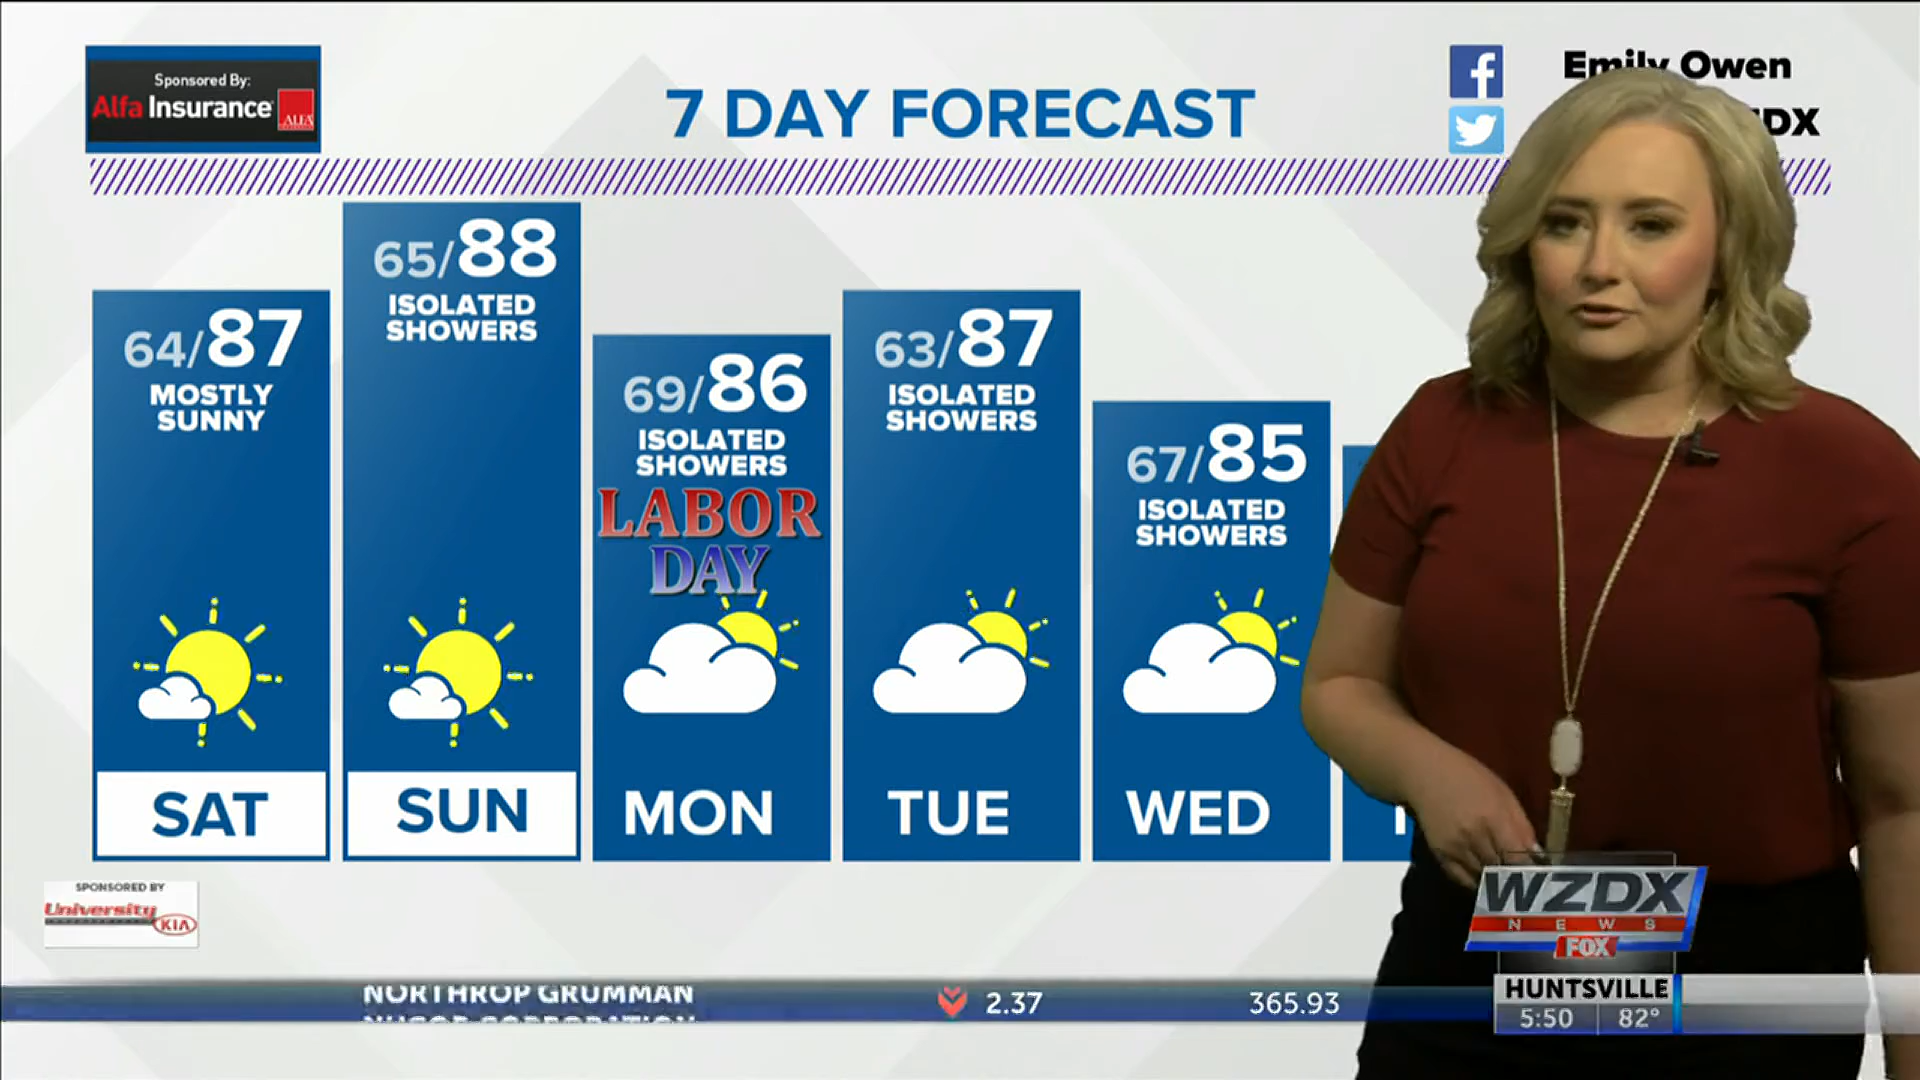 Sponsored By:
Alfa Insurance
ALFA
7 DAY FORECAST
Emily Owen
DX
64/87
MOSTLY
SUNNY
SAT
65/88
ISOLATED
SHOWERS
SUN
69/86
ISOLATED
SHOWERS
LABOR
DAY
MON
63/87
ISOLATED
SHOWERS
TUE
67/85
ISOLATED
SHOWERS
WED
SPONSORED BY
University
KIA
WZDX
NEWS
FOX
NORTHROP GRUMMAN
2.37
365.93
HUNTSVILLE
5:50
82°